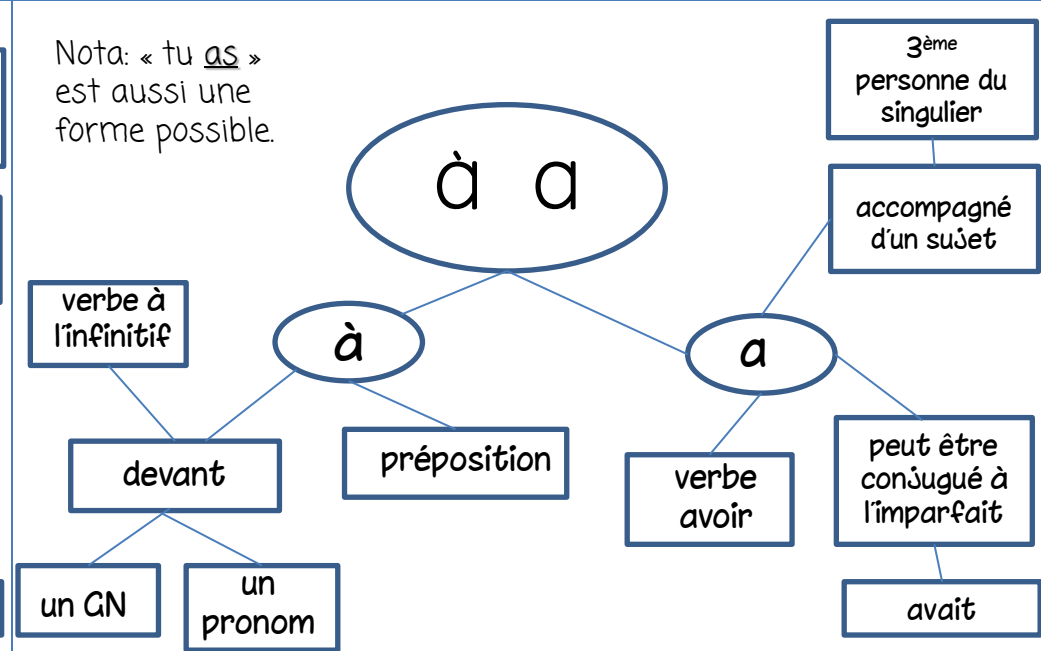 Nota: « tu as »
est aussi une
forme possible.
3ème
personne du
singulier
à a
accompagné
d'un sujet
verbe à
l'infinitif
à
a
devant
préposition
verbe
avoir
peut être
conjugué à
l'imparfait
un GN
un
pronom
avait